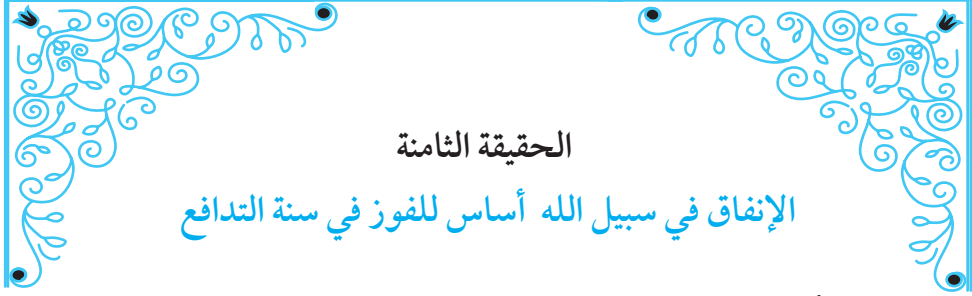 الحقيقة الثامنة
الإنفاق في سبيل الله أساس للفوز في سنة التدافع